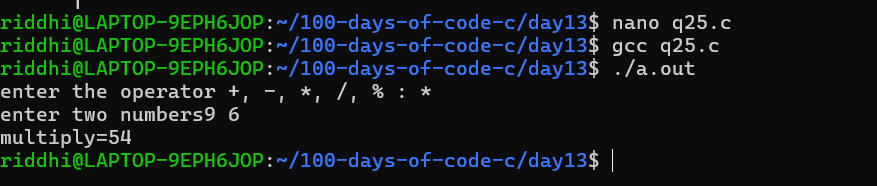 riddhi@LAPTOP-9EPH6JOP:~/100-days-of-code-c/day13$ nano q25.c
riddhi@LAPTOP-9EPH6JOP:~/100-days-of-code-c/day13$ gcc q25.c
riddhi@LAPTOP-9EPH6JOP:~/100-days-of-code-c/day13$ ./a.out
enter the operator +, -, *, /, % : *
enter two numbers9 6
multiply=54
riddhi@LAPTOP-9EPH6JOP:~/100-days-of-code-c/day13$